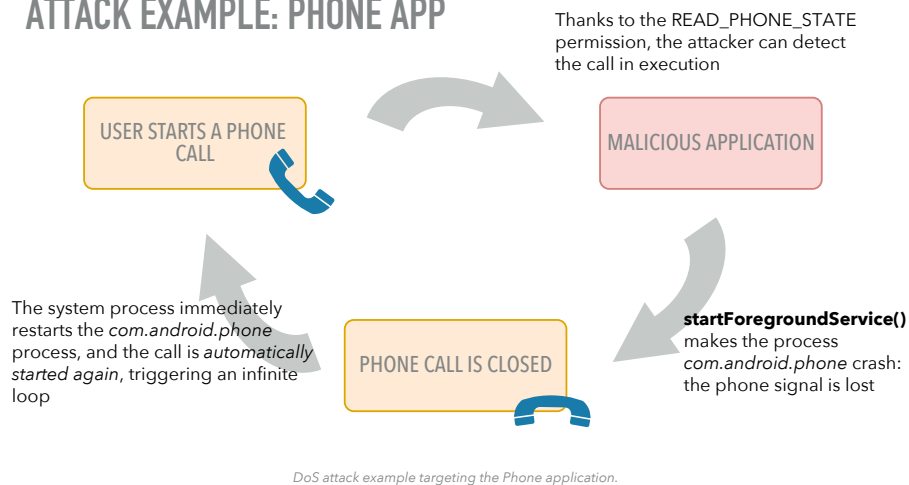 ATTACK EXAMPLE: PHONE APP
Thanks to the READ_PHONE_STATE
permission, the attacker can detect
the call in execution
USER STARTS A PHONE
CALL
MALICIOUS APPLICATION
The system process immediately
restarts the com.android.phone
process, and the call is automatically
started again, triggering an infinite
loop
PHONE CALL IS CLOSED
startForegroundService()
makes the process
com.android.phone crash:
the phone signal is lost
DoS attack example targeting the Phone application.